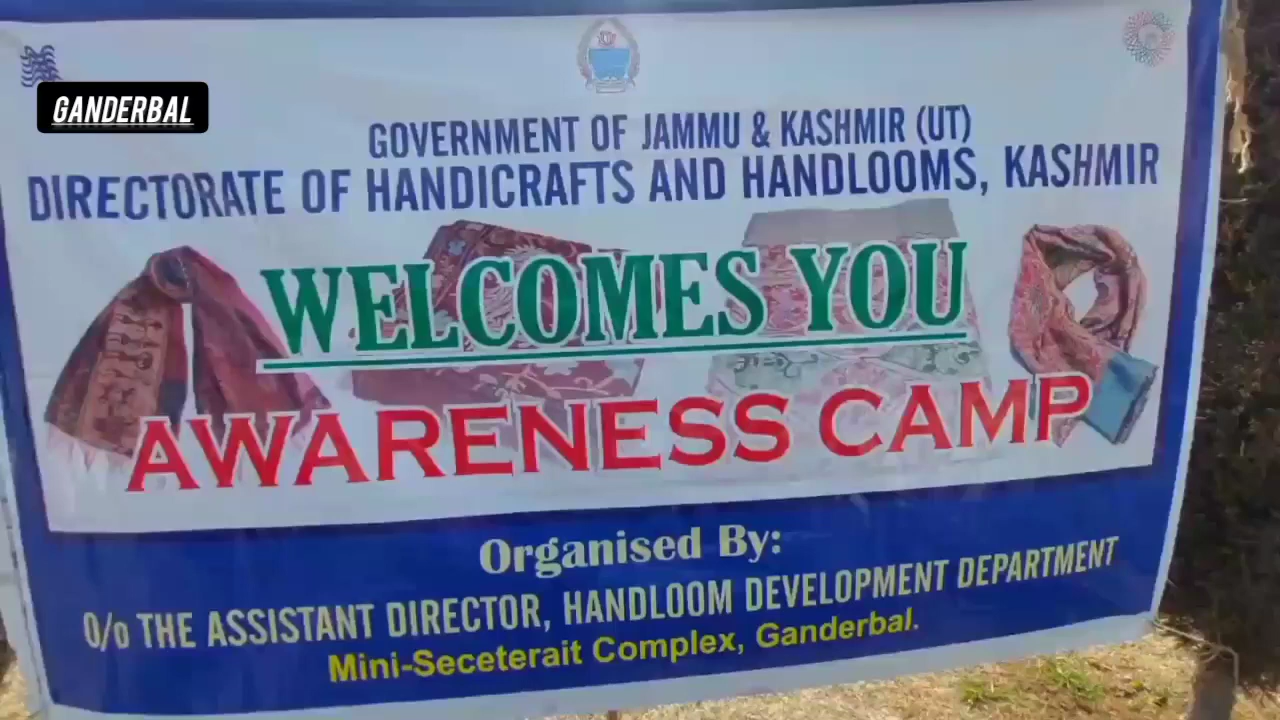 GANDERBAL
GOVERNMENT OF JAMMU & KASHMIR (UT)
DIRECTORATE OF HANDICRAFTS AND HANDLOOMS, KASHMIR
WELCOMES YOU
AWARENESS CAMP
Organised By:
O/o THE ASSISTANT DIRECTOR, HANDLOOM DEVELOPMENT DEPARTMENT
Mini-Seceterait Complex, Ganderbal.